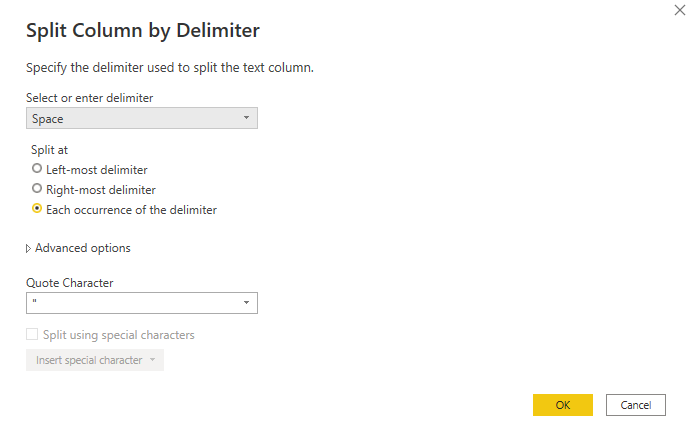 Split Column by Delimiter
Specify the delimiter used to split the text column.
Select or enter delimiter
Space
Split at
Left-most delimiter
Right-most delimiter
Each occurrence of the delimiter
Advanced options
Quote Character
"
Split using special characters
Insert special character
OK
Cancel